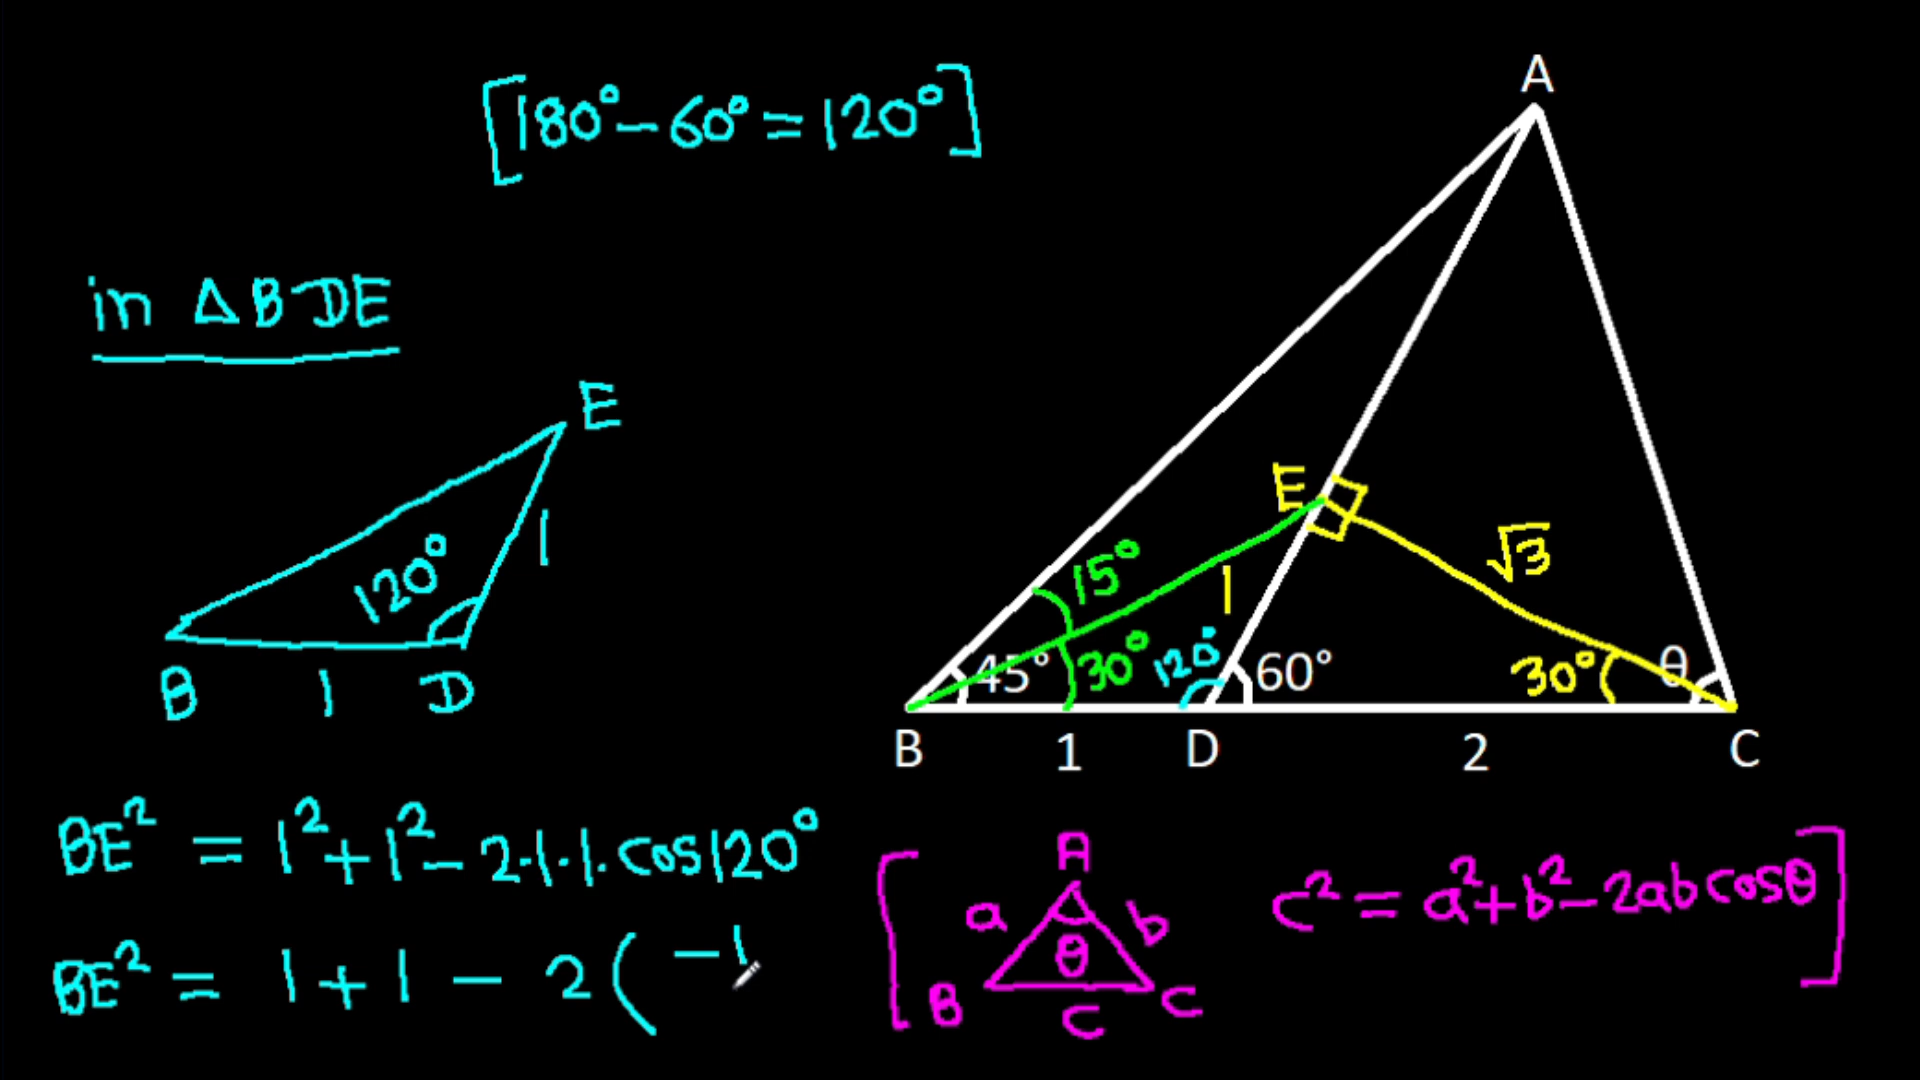 [180° - 60° = 120°]
in ΔBDE
E
120°
1
B 1 D
BE² = 1² + 1² - 2·1·1·cos120°
BE² = 1 + 1 - 2(-1
A
E
√3
15°
1
45° 30° 120° 60° 30° θ
B 1 D 2 C
[A
a b
θ
B c C
c² = a² + b² - 2ab cosθ]